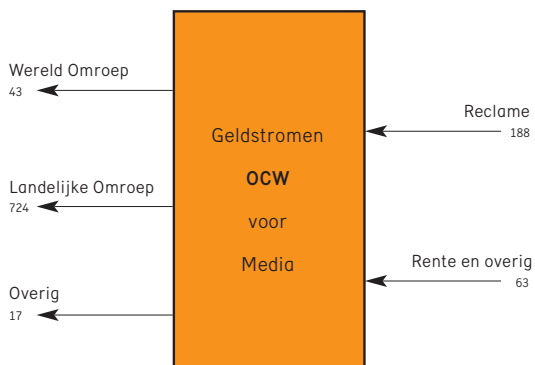 Wereld Omroep
43
Landelijke Omroep
724
Overig
17
Geldstromen
OCW
voor
Media
Reclame
188
Rente en overig
63